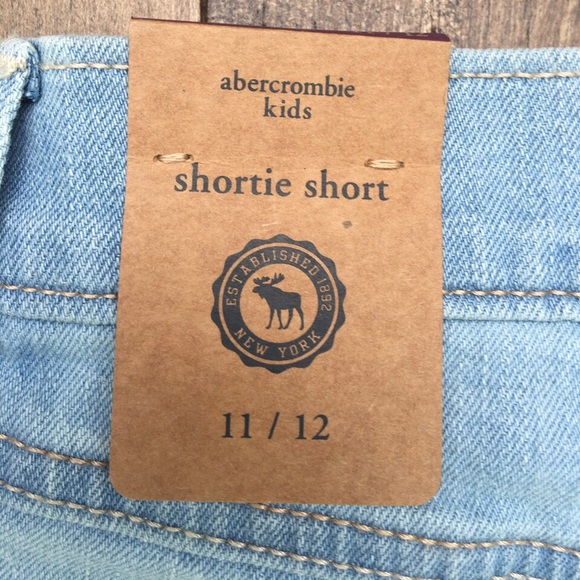 abercrombie
kids
shortie short
ESTABLISHED 1892
NEW YORK
11 / 12